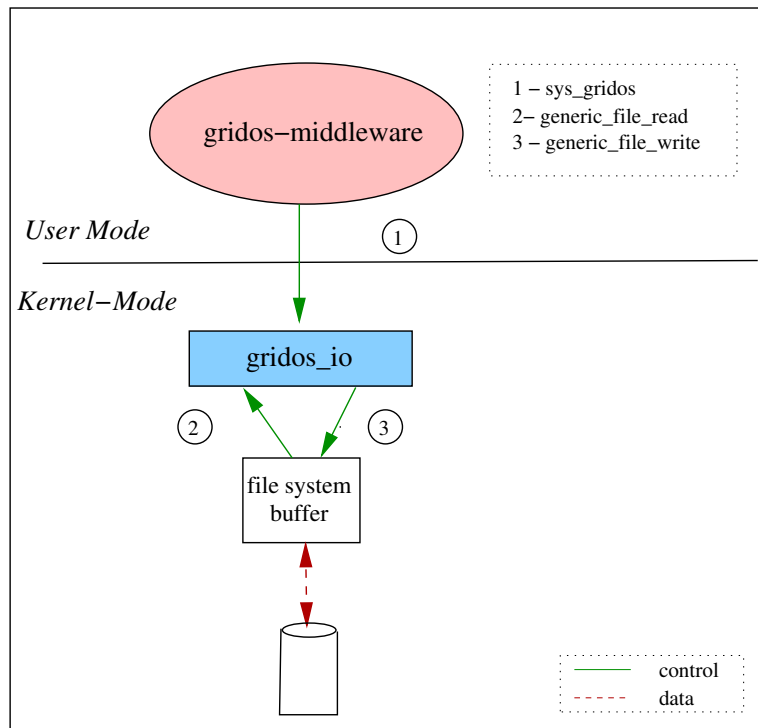 1 − sys_gridos
2− generic_file_read
3 − generic_file_write
gridos−middleware
User Mode
1
Kernel−Mode
gridos_io
2
3
file system
buffer
control
data